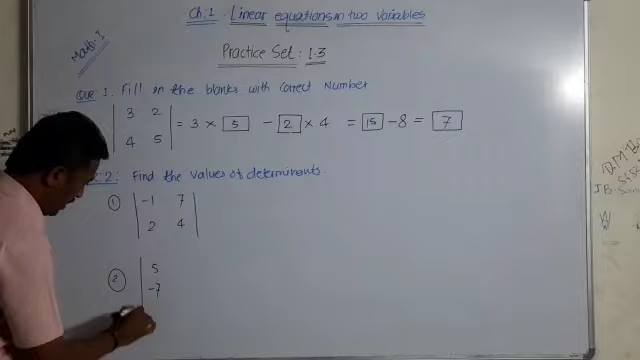 Ch:1. Linear equations in two variables
Math-I
Practice Set: 1.3
Que: 1. Fill in the blanks with correct Number
| 3 2 |
| 4 5 | = 3 × 5 - 2 × 4 = 15 - 8 = 7
2: Find the values of determinants.
① | -1 7 |
| 2 4 |
② | 5
| -7